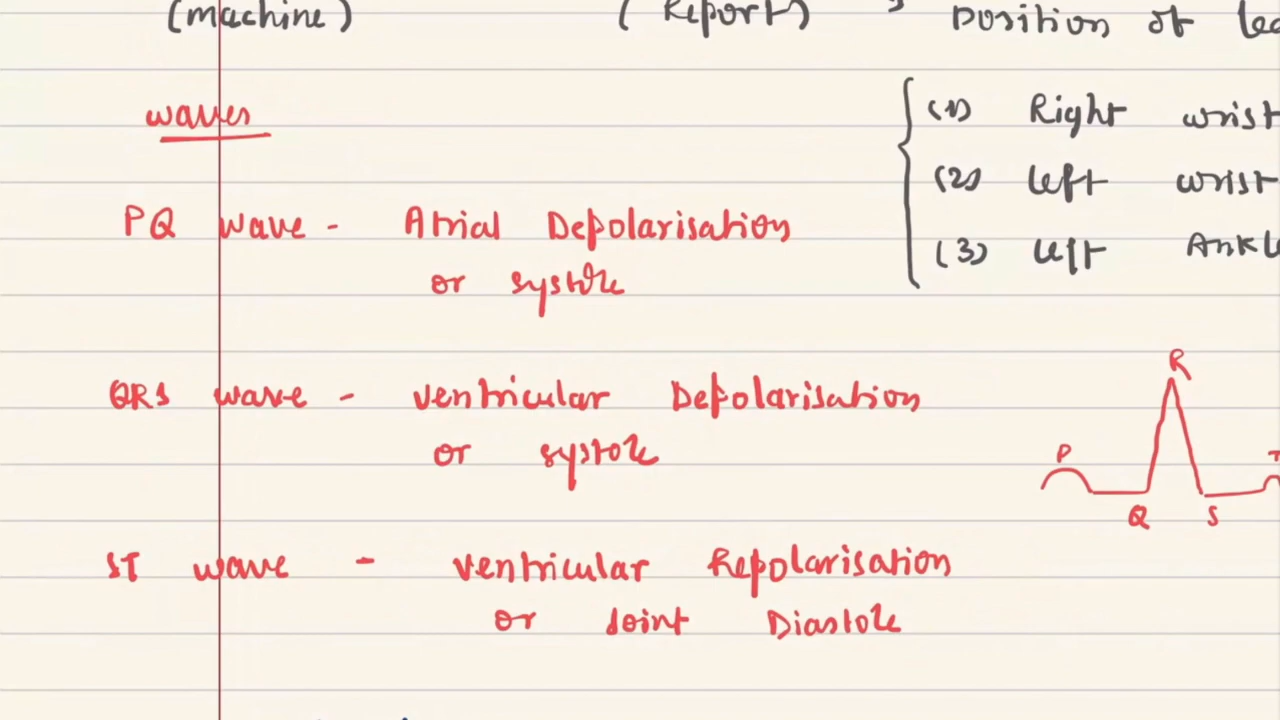 (machine) (Report) Position of
waves
(1) Right wrist
(2) left wrist
(3) left
PQ wave - Atrial Depolarisation
or systole
QRS wave - ventricular Depolarisation
or systole
R
P
Q S
ST wave - ventricular Repolarisation
or Joint Diastole